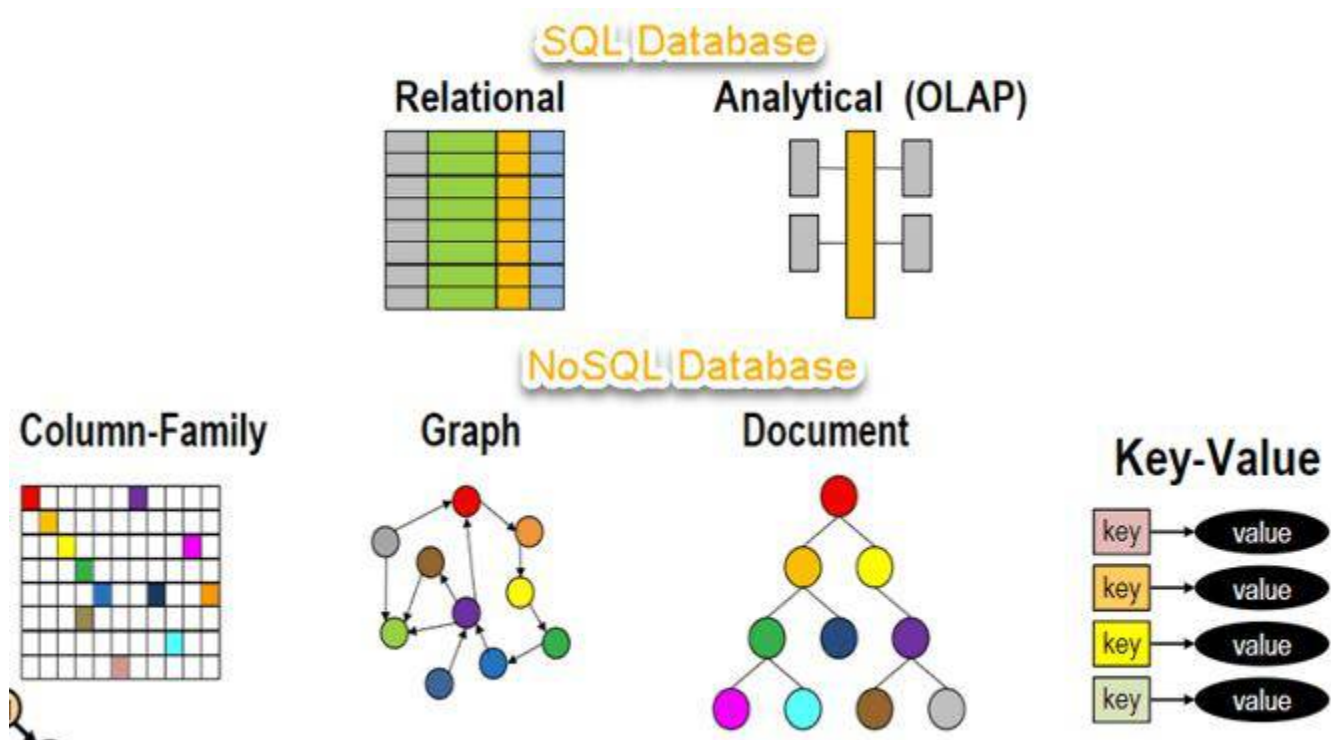 SQL Database
Relational
Analytical (OLAP)
NoSQL Database
Column-Family
Graph
Document
Key-Value
key value
key value
key value
key value